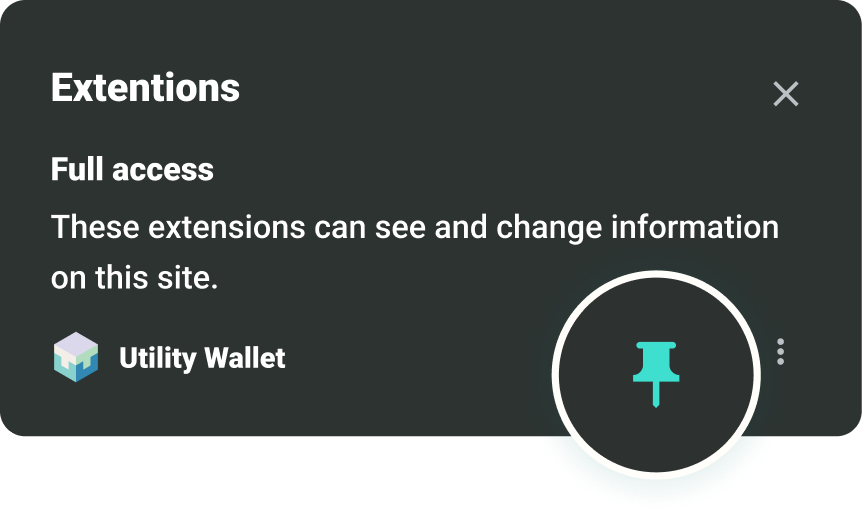 Extentions
Full access
These extensions can see and change information
on this site.
Utility Wallet